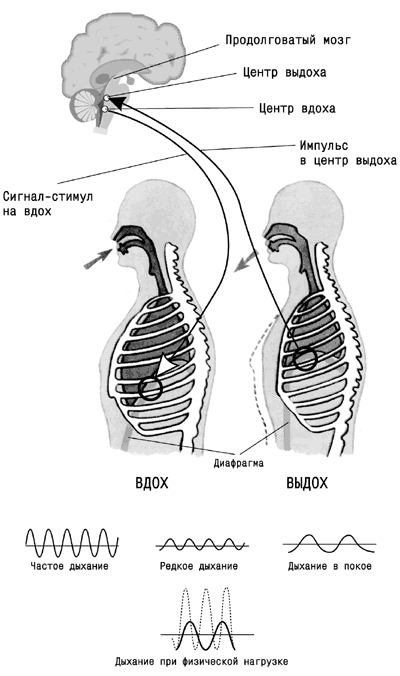 Продолговатый мозг
Центр выдоха
Центр вдоха
Импульс
в центр выдоха
Сигнал-стимул
на вдох
Диафрагма
ВДОХ
ВЫДОХ
Частое дыхание
Редкое дыхание
Дыхание в покое
Дыхание при физической нагрузке